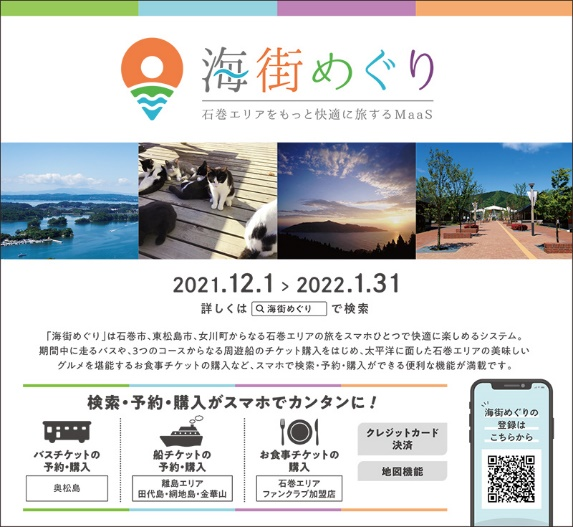 海街めぐり
石巻エリアをもっと快適に旅するMaaS
2021.12.1 > 2022.1.31
詳しくは 海街めぐり で検索
「海街めぐり」は石巻市、東松島市、女川町からなる石巻エリアの旅をスマホひとつで快適に楽しめるシステム。
期間中に走るバスや、3つのコースからなる周遊船のチケット購入をはじめ、太平洋に面した石巻エリアの美味しい
グルメを堪能するお食事チケットの購入など、スマホで検索・予約・購入ができる便利な機能が満載です。
検索・予約・購入がスマホでカンタンに!
バスチケットの
予約・購入
奥松島
船チケットの
予約・購入
離島エリア
田代島・網地島・金華山
お食事チケットの
購入
石巻エリア
ファンクラブ加盟店
クレジットカード
決済
地図機能
海街めぐりの
登録は
こちらから